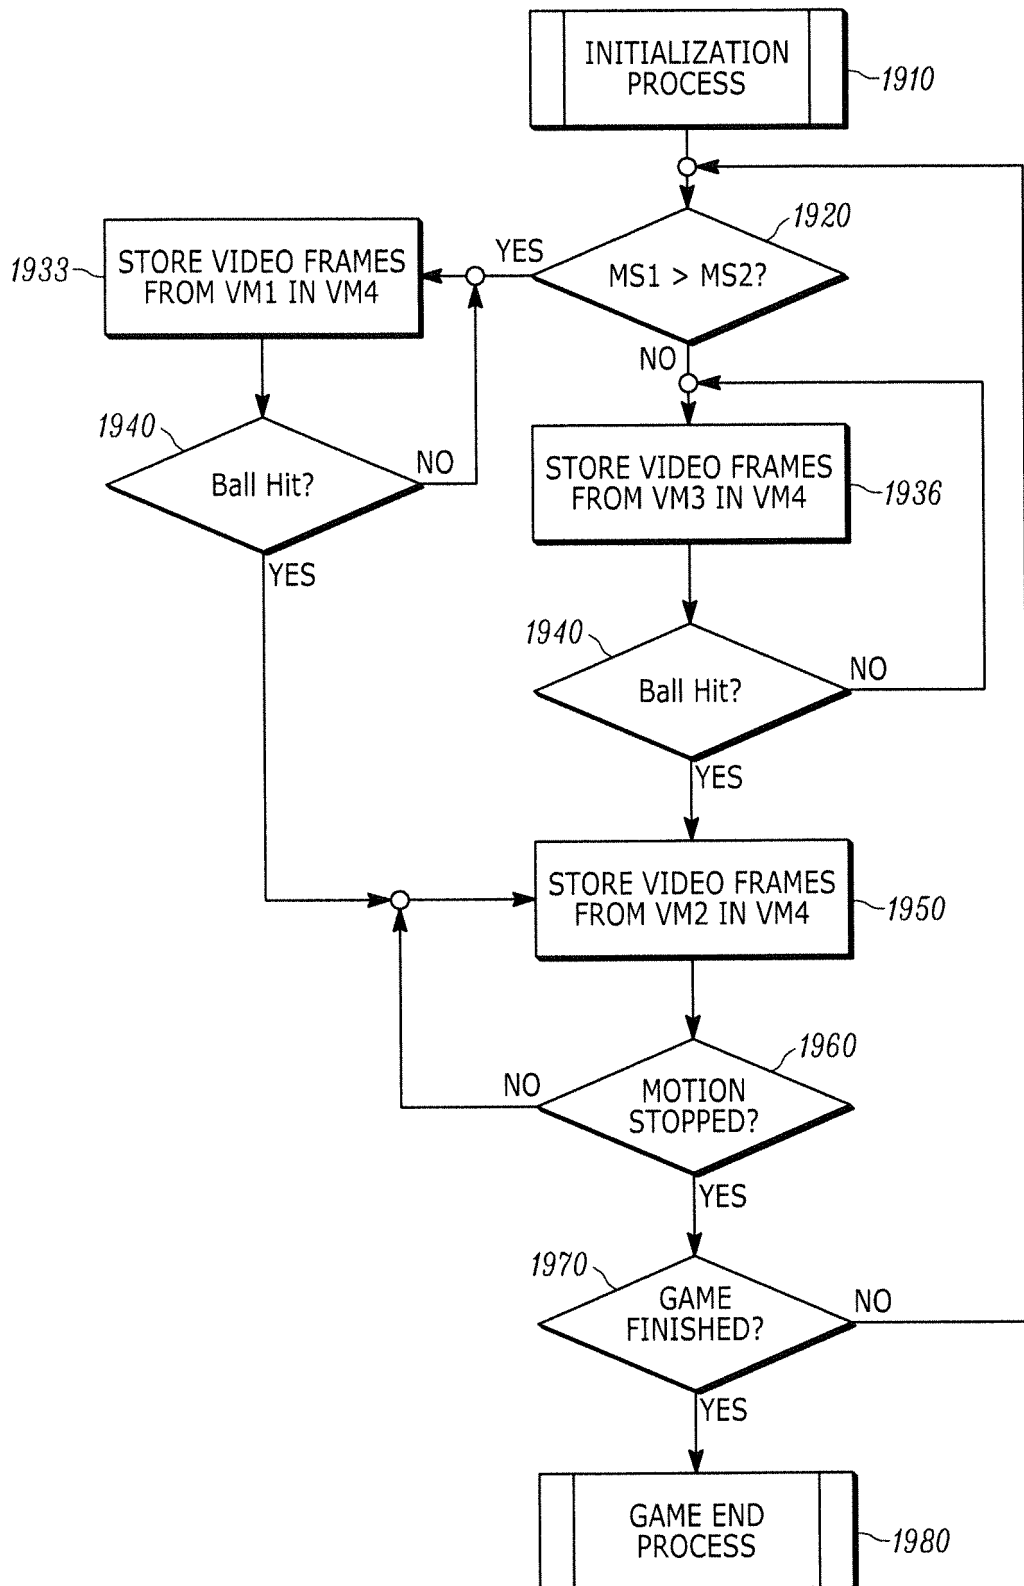 INITIALIZATION
PROCESS
1910
1920
MS1 > MS2?
YES
NO
1933
STORE VIDEO FRAMES
FROM VM1 IN VM4
1940
Ball Hit?
NO
YES
STORE VIDEO FRAMES
FROM VM3 IN VM4
1936
1940
Ball Hit?
NO
YES
STORE VIDEO FRAMES
FROM VM2 IN VM4
1950
1960
MOTION
STOPPED?
NO
YES
1970
GAME
FINISHED?
NO
YES
GAME END
PROCESS
1980